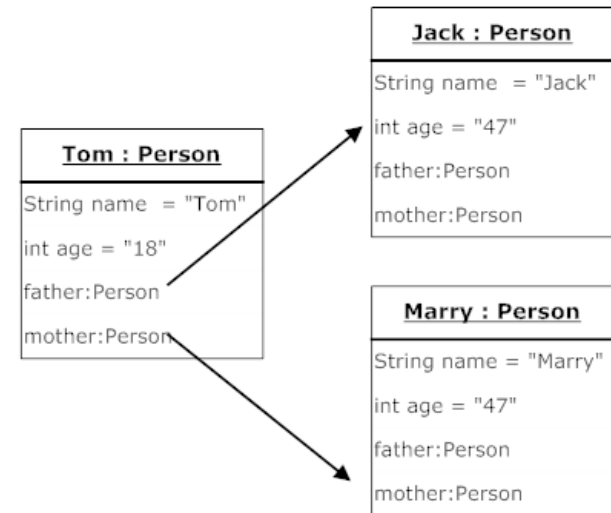 Tom : Person
String name = "Tom"
int age = "18"
father:Person
mother:Person
Jack : Person
String name = "Jack"
int age = "47"
father:Person
mother:Person
Marry : Person
String name = "Marry"
int age = "47"
father:Person
mother:Person